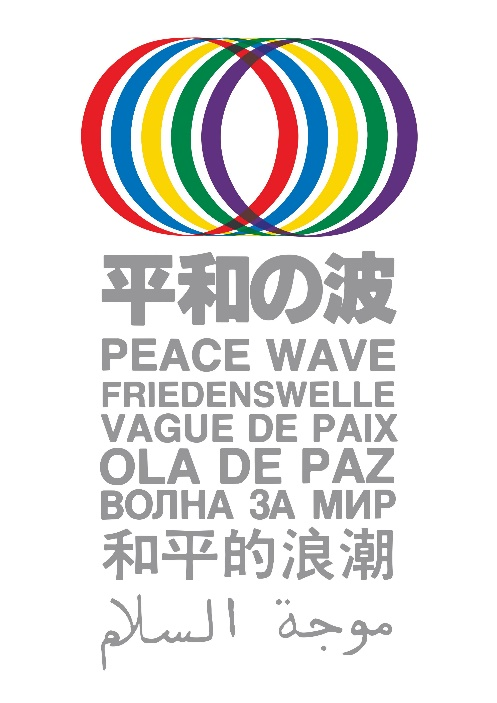 平和の波
PEACE WAVE
FRIEDENSWELLE
VAGUE DE PAIX
OLA DE PAZ
ВОЛНА ЗА МИР
和平的浪潮
موجة السلام